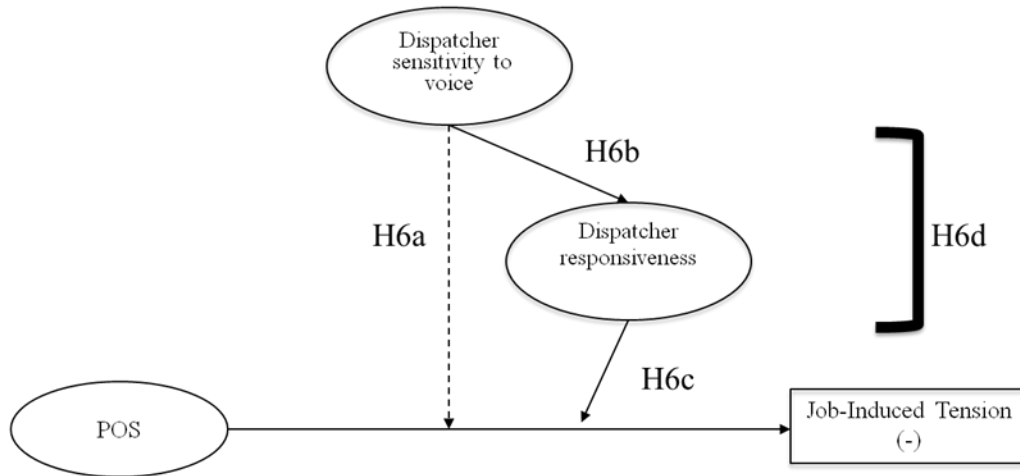 Dispatcher
sensitivity to
voice
H6b
H6a
Dispatcher
responsiveness
H6d
H6c
POS
Job-Induced Tension
(-)